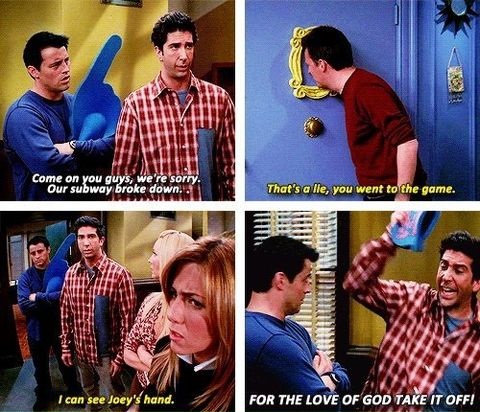 Come on you guys, we're sorry.
Our subway broke down. .
That's a lie, you went to the game.
I can see Joey's hand.
FOR THE LOVE OF GOD TAKE IT OFF!